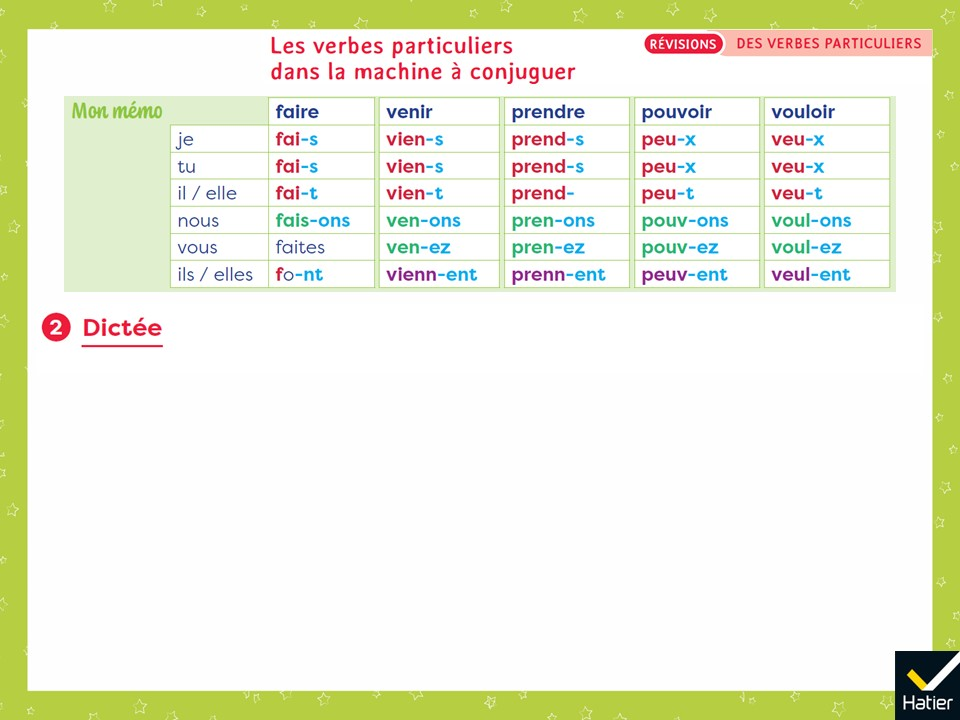 Les verbes particuliers
dans la machine à conjuguer
RÉVISIONS DES VERBES PARTICULIERS
Mon mémo faire venir prendre pouvoir vouloir
je fai-s vien-s prend-s peu-x veu-x
tu fai-s vien-s prend-s peu-x veu-x
il / elle fai-t vien-t prend- peu-t veu-t
nous fais-ons ven-ons pren-ons pouv-ons voul-ons
vous faites ven-ez pren-ez pouv-ez voul-ez
ils / elles fo-nt vienn-ent prenn-ent peuv-ent veul-ent
2 Dictée
Hatier